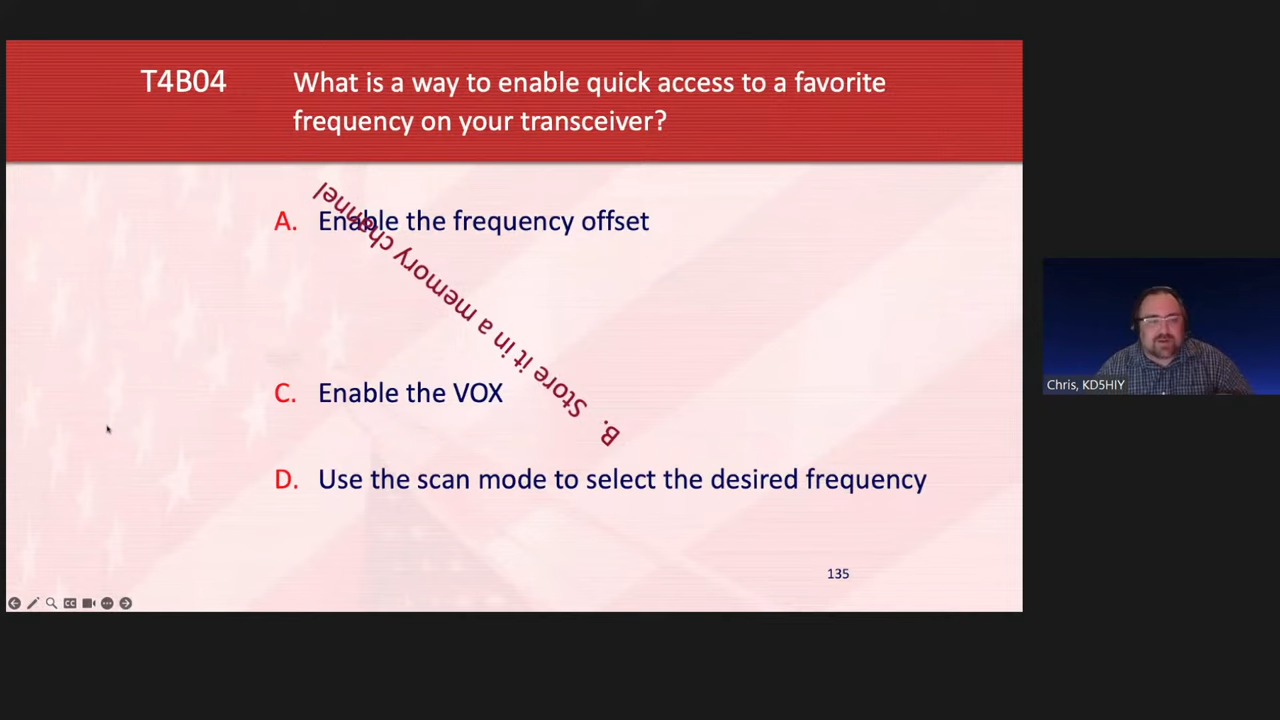 T4B04
What is a way to enable quick access to a favorite
frequency on your transceiver?
A. Enable the frequency offset
B. Store it in a memory channel
C. Enable the VOX
D. Use the scan mode to select the desired frequency
135
Chris, KD5HIY